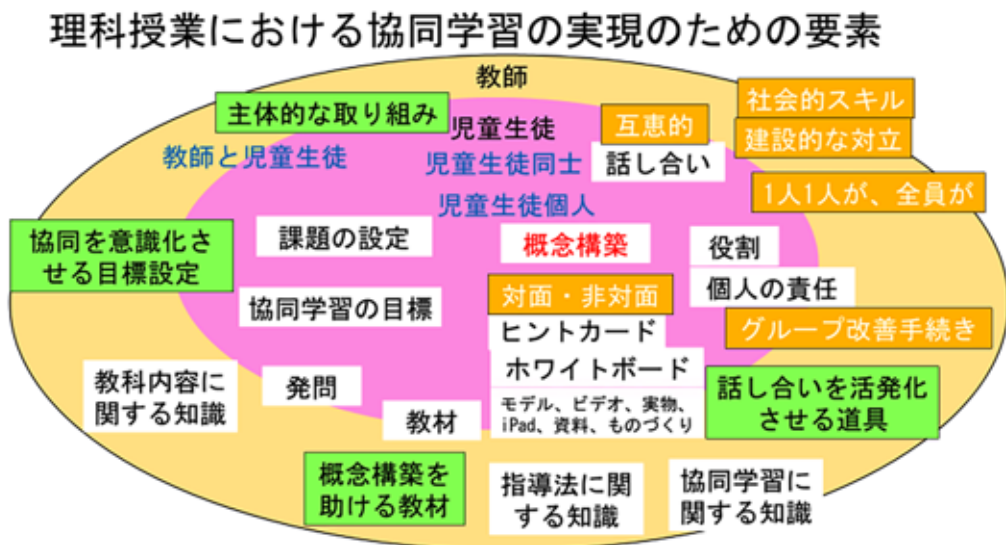 理科授業における協同学習の実現のための要素
教師
主体的な取り組み
児童生徒
互恵的
社会的スキル
建設的な対立
教師と児童生徒
児童生徒同士
話し合い
1人1人が、全員が
児童生徒個人
協同を意識化さ
せる目標設定
課題の設定
概念構築
役割
個人の責任
協同学習の目標
対面・非対面
ヒントカード
グループ改善手続き
ホワイトボード
教科内容に
関する知識
発問
教材
モデル、ビデオ、実物、
iPad、資料、ものづくり
話し合いを活発化
させる道具
概念構築を
助ける教材
指導法に関
する知識
協同学習に
関する知識